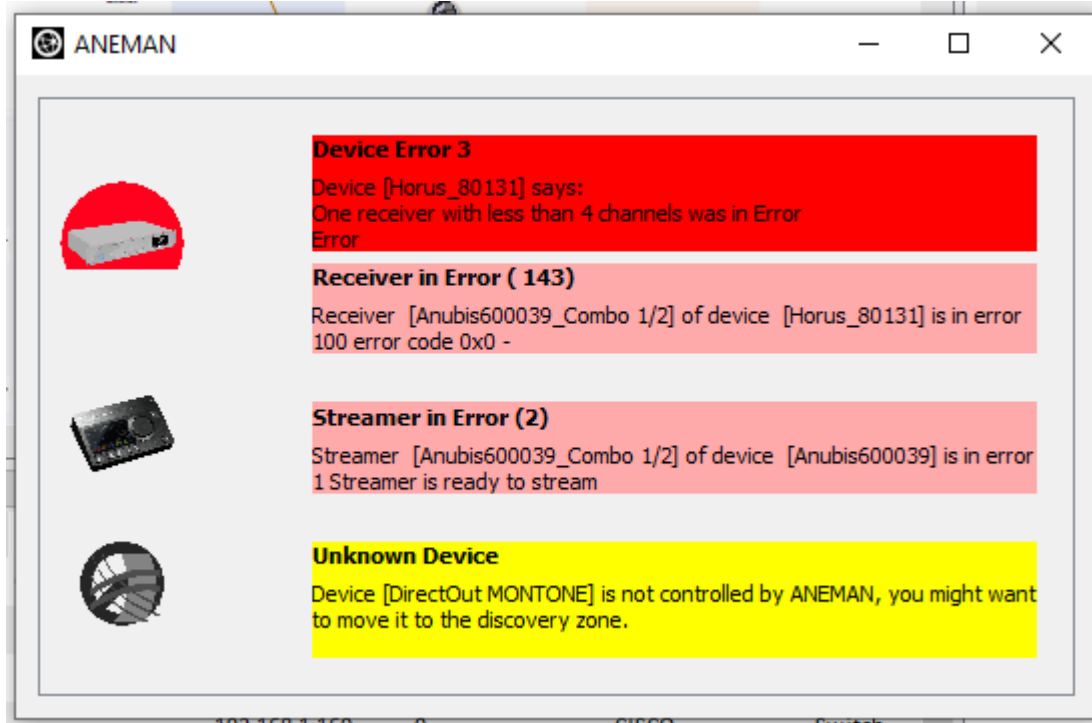 ANEMAN
Device Error 3
Device [Horus_80131] says:
One receiver with less than 4 channels was in Error
Error
Receiver in Error ( 143)
Receiver  [Anubis600039_Combo 1/2] of device  [Horus_80131] is in error
100 error code 0x0 -
Streamer in Error (2)
Streamer  [Anubis600039_Combo 1/2] of device  [Anubis600039] is in error
1 Streamer is ready to stream
Unknown Device
Device [DirectOut MONTONE] is not controlled by ANEMAN, you might want
to move it to the discovery zone.